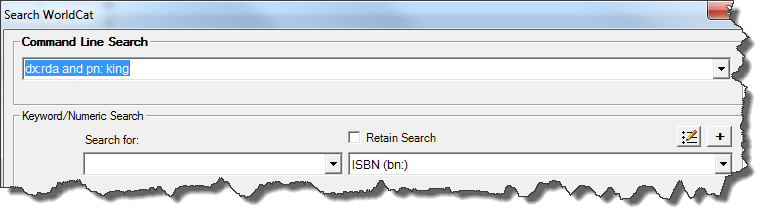 Search WorldCat
Command Line Search
dx:rda and pn: king
Keyword/Numeric Search
Search for:
Retain Search
ISBN (bn:)